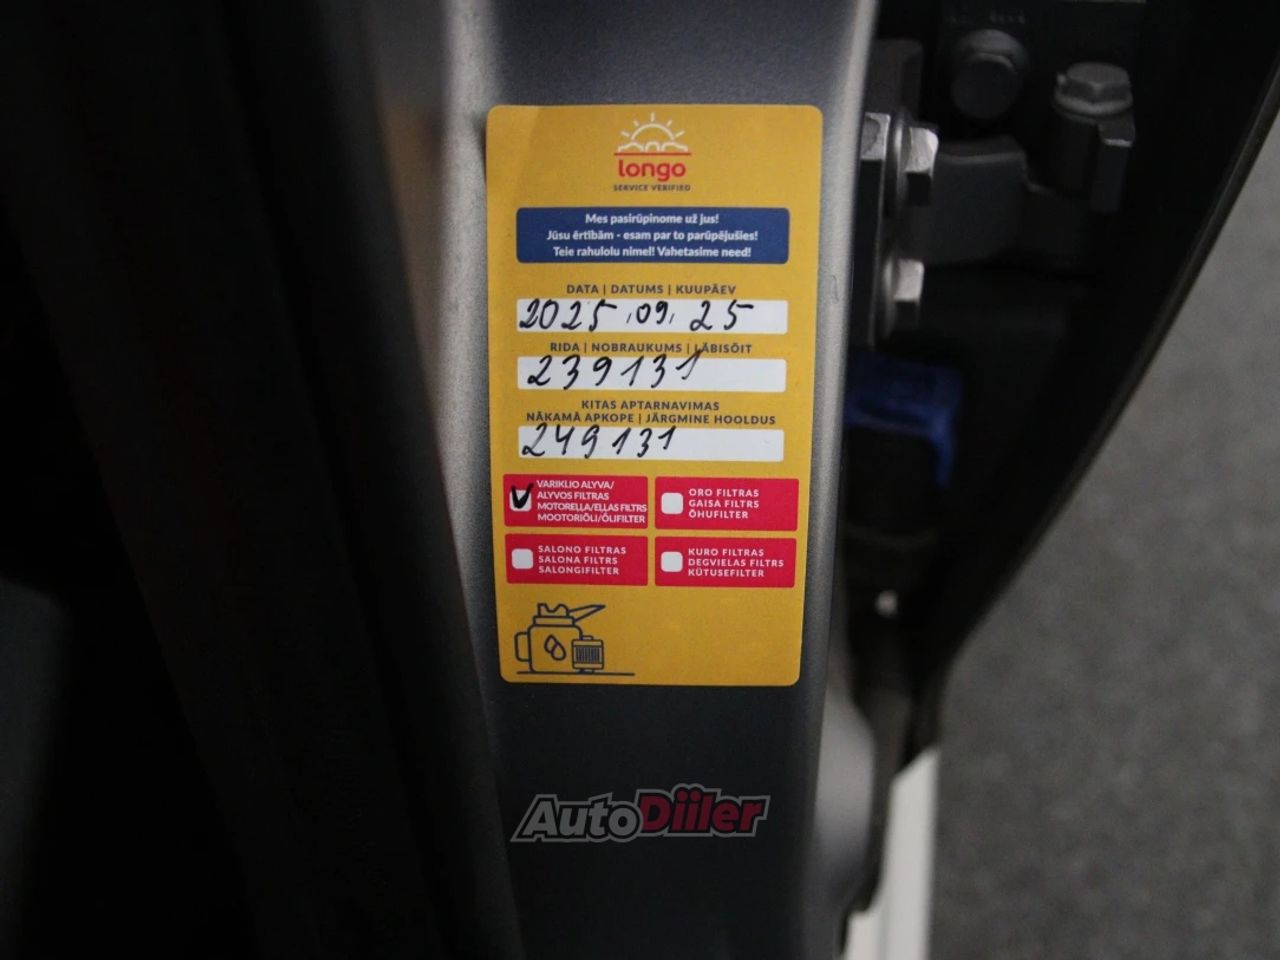 longo
SERVICE VERIFIED
Mes pasirūpinome už jus!
Jūsu ērtībām - esam par to parūpējušies!
Teie rahulolu nimel! Vahetasime need!
DATA | DATUMS | KUUPÄEV
2025.09.25
RIDA | NOBRAUKUMS | LÄBISÕIT
239131
KITAS APTARNAVIMAS
NĀKAMĀ APKOPE | JÄRGMINE HOOLDUS
249131
VARIKLIO ALYVA/
ALYVOS FILTRAS
MOTOREĻĻA/EĻĻAS FILTRS
MOOTORIÕLI/ÕLIFILTER
ORO FILTRAS
GAISA FILTRS
ÕHUFILTER
SALONO FILTRAS
SALONA FILTRS
SALONGIFILTER
KURO FILTRAS
DEGVIELAS FILTRS
KÜTUSEFILTER
AutoDiiler